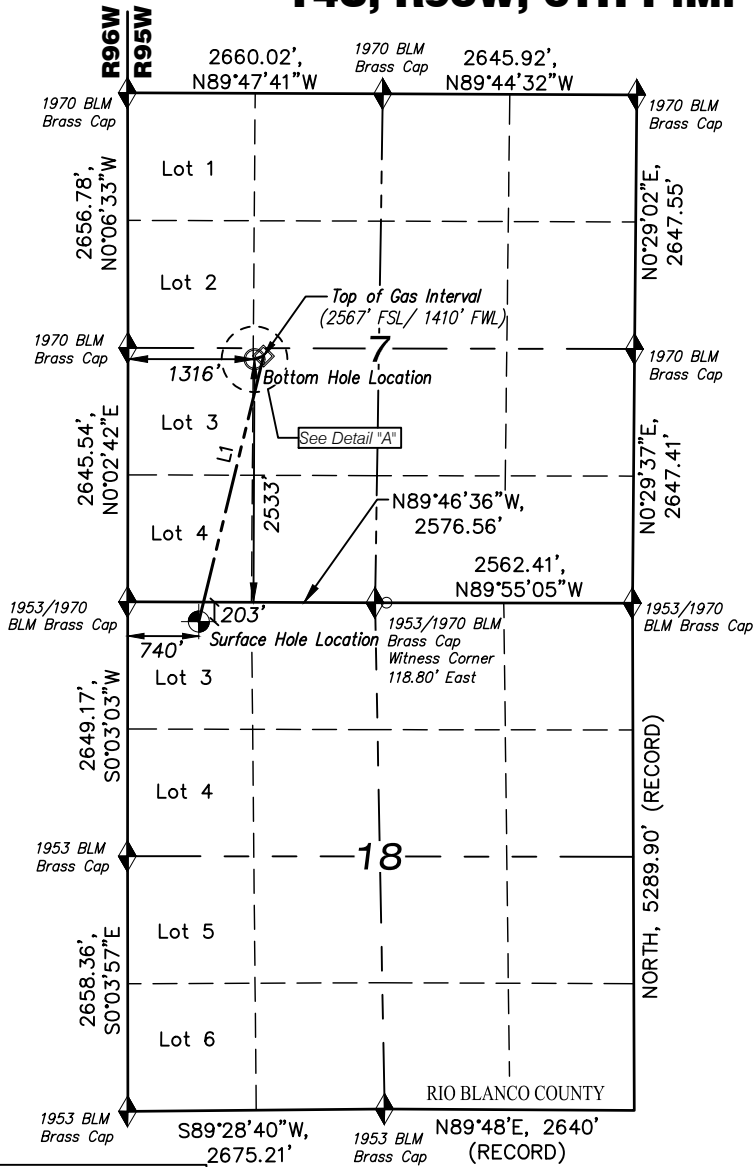 R96W
R95W
2660.02',
N89°47'41"W
1970 BLM
Brass Cap
2645.92',
N89°44'32"W
1970 BLM
Brass Cap
1970 BLM
Brass Cap
2656.78',
N0°06'33"W
Lot 1
N0°29'02"E,
2647.55'
Lot 2
Top of Gas Interval
(2567' FSL/ 1410' FWL)
1970 BLM
Brass Cap
7
1970 BLM
Brass Cap
1316'
Bottom Hole Location
Lot 3
See Detail "A"
2645.54',
N0°02'42"E
L1
2533'
N0°29'37"E,
2647.41'
N89°46'36"W,
2576.56'
Lot 4
2562.41',
N89°55'05"W
1953/1970
BLM Brass Cap
203'
740'
Surface Hole Location
1953/1970 BLM
Brass Cap
Witness Corner
118.80' East
1953/1970
BLM Brass Cap
Lot 3
2649.17',
S0°03'03"W
Lot 4
NORTH, 5289.90' (RECORD)
1953 BLM
Brass Cap
18
Lot 5
2658.36',
S0°03'57"E
Lot 6
RIO BLANCO COUNTY
1953 BLM
Brass Cap
S89°28'40"W,
2675.21'
1953 BLM
Brass Cap
N89°48'E, 2640'
(RECORD)